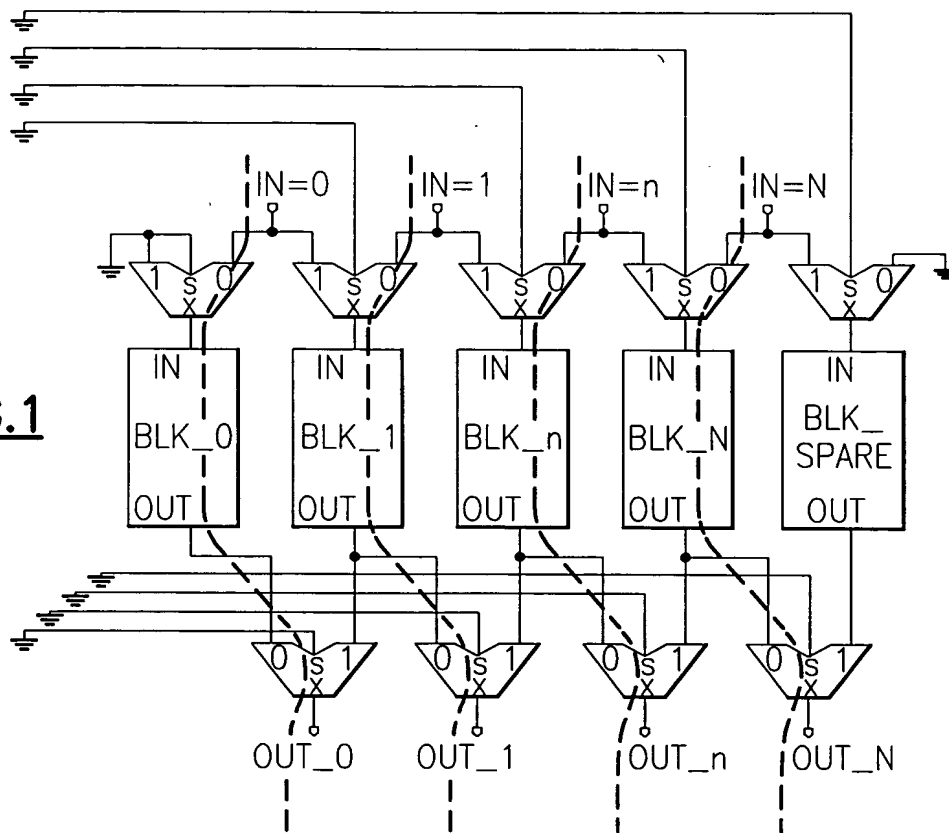 IN=0 IN=1 IN=n IN=N
1 0 1 0 1 0 1 0 1 0
S S S S S
X X X X X
IN IN IN IN IN
BLK_0 BLK_1 BLK_n BLK_N BLK_
SPARE
OUT OUT OUT OUT OUT
0 1 0 1 0 1 0 1
S S S S
X X X X
OUT_0 OUT_1 OUT_n OUT_N
.1